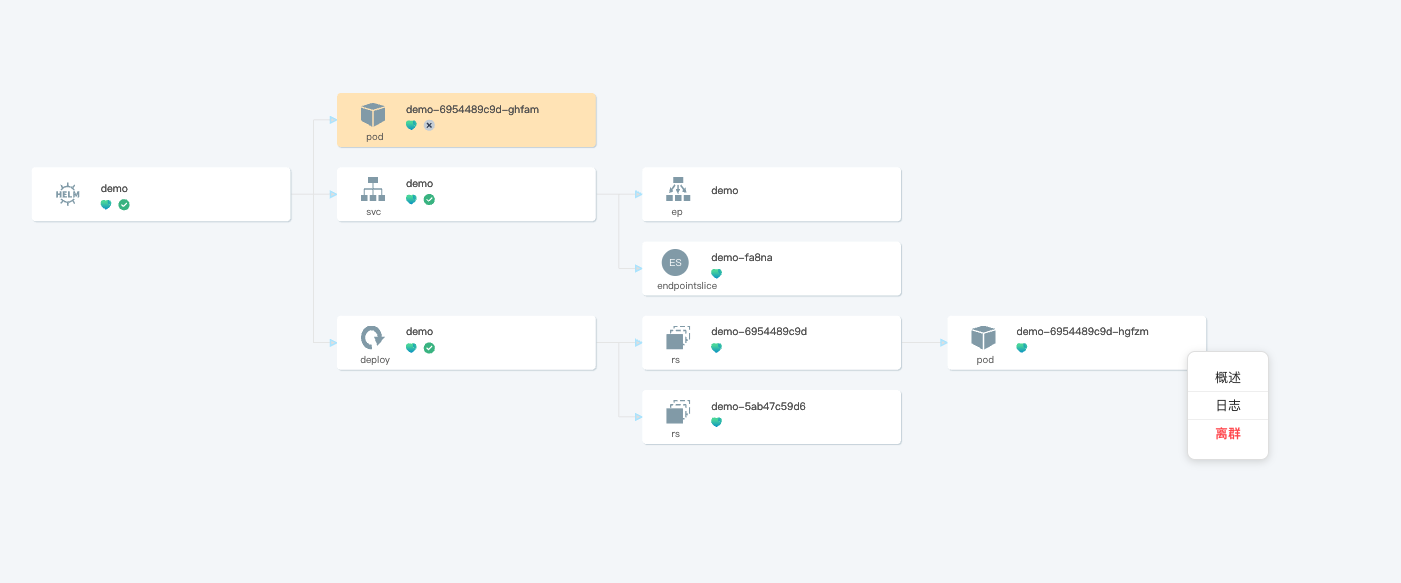 demo-6954489c9d-ghfam
pod
HELM
demo
demo
svc
demo
ep
ES
demo-fa8na
endpointslice
demo
deploy
demo-6954489c9d
rs
demo-6954489c9d-hgfzm
pod
demo-5ab47c59d6
rs
概述
日志
离群